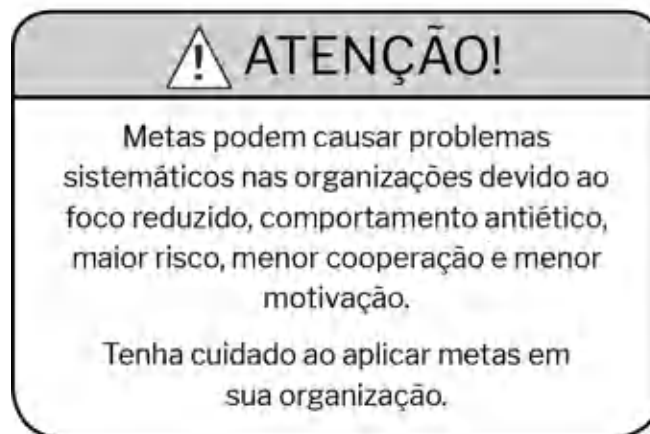 ATENÇÃO!
Metas podem causar problemas
sistemáticos nas organizações devido ao
foco reduzido, comportamento antiético,
maior risco, menor cooperação e menor
motivação.
Tenha cuidado ao aplicar metas em
sua organização.